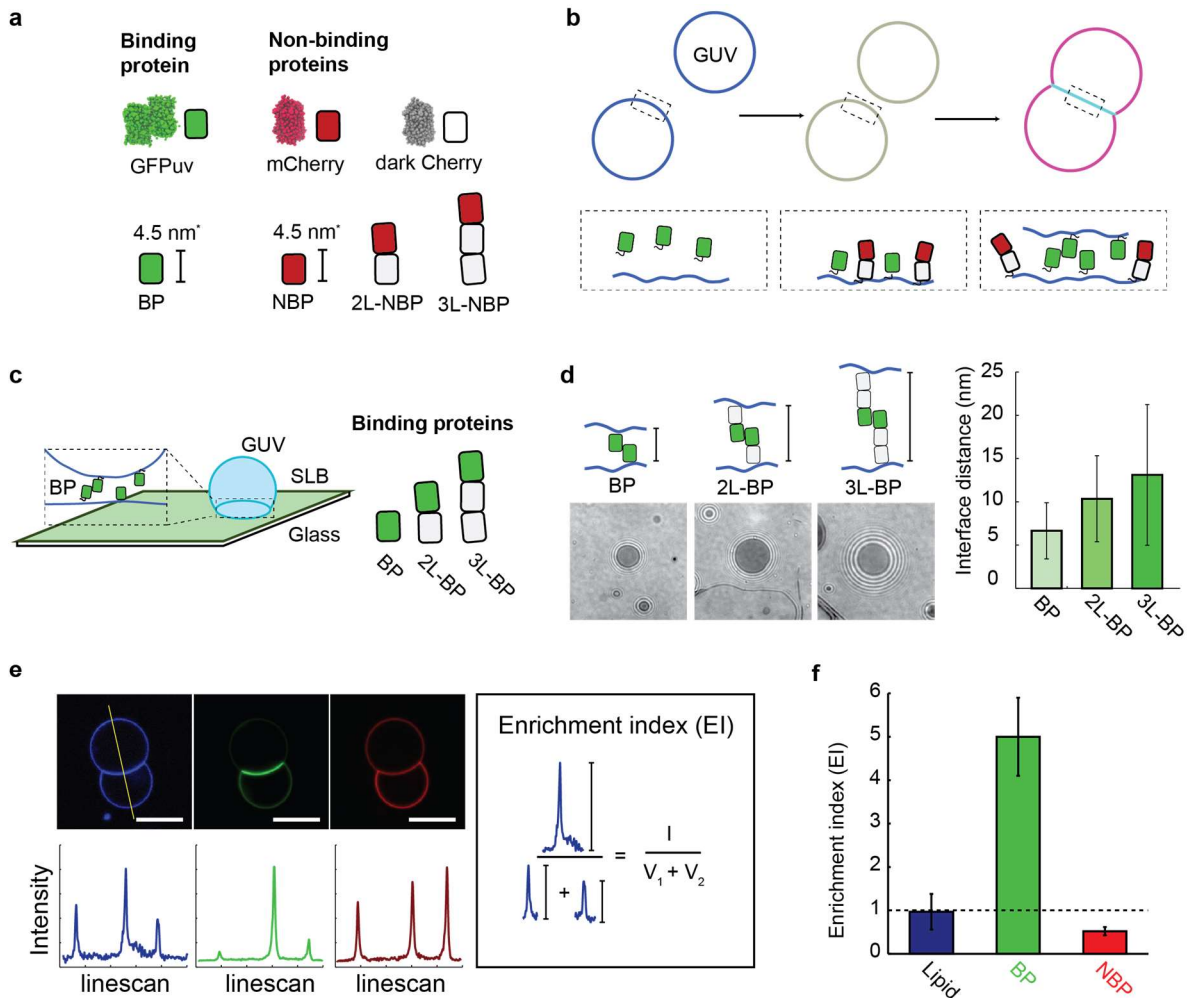 a
Binding
protein
Non-binding
proteins
GFPuv
mCherry
dark Cherry
4.5 nm*
4.5 nm*
BP
NBP
2L-NBP
3L-NBP
b
GUV
c
GUV
BP
SLB
Glass
Binding proteins
BP
2L-BP
3L-BP
d
BP
2L-BP
3L-BP
Interface distance (nm)
25
20
15
10
5
0
BP
2L-BP
3L-BP
e
Intensity
linescan
linescan
linescan
Enrichment index (EI)
+
=
I
V1 + V2
f
Enrichment index (EI)
6
5
4
3
2
1
0
Lipid
BP
NBP